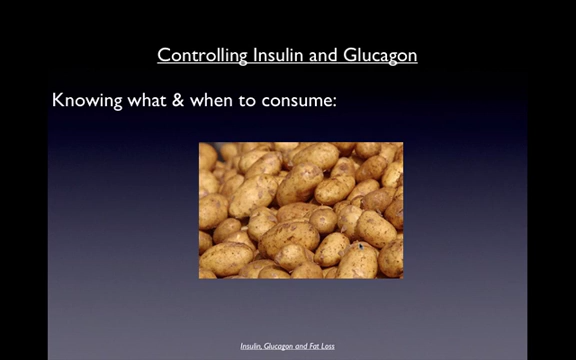 Controlling Insulin and Glucagon
Knowing what & when to consume:
Insulin, Glucagon and Fat Loss